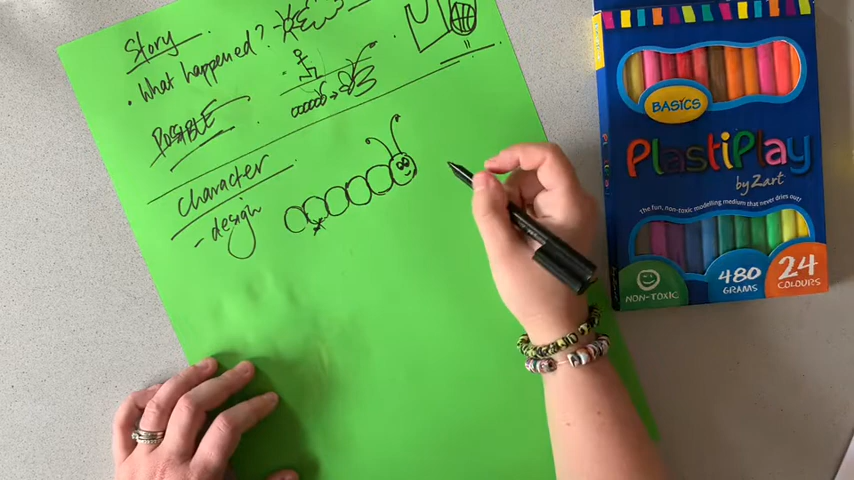 Story
• What happened?
POSSIBLE
character
- design
BASICS
PlastiPlay
by Zart
The fun, non-toxic modelling medium that never dries out!
NON-TOXIC
480
GRAMS
24
COLOURS